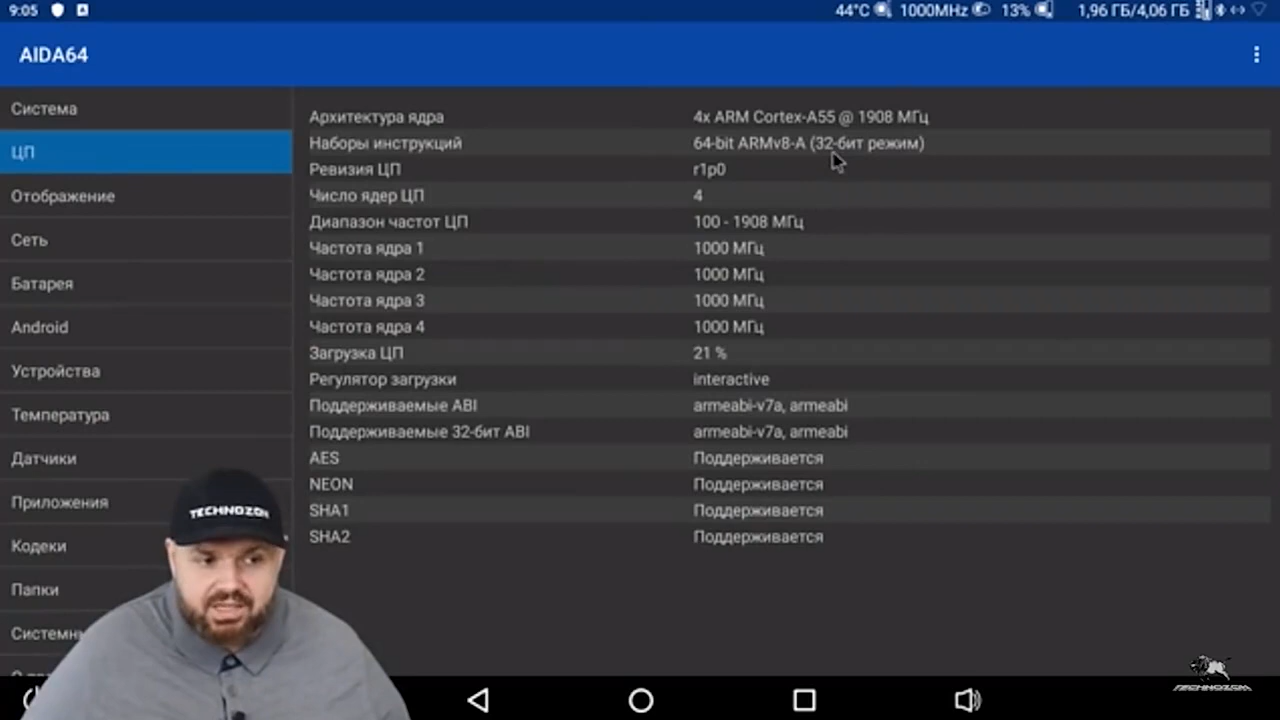 9:05 A 44°C 1000MHz 13% 1,96 ГБ/4,06 ГБ
AIDA64
Система
ЦП
Отображение
Сеть
Батарея
Android
Устройства
Температура
Датчики
Приложения
Кодеки
Папки
Архитектура ядра 4x ARM Cortex-A55 @ 1908 МГц
Наборы инструкций 64-bit ARMv8-A (32-бит режим)
Ревизия ЦП r1p0
Число ядер ЦП 4
Диапазон частот ЦП 100 - 1908 МГц
Частота ядра 1 1000 МГц
Частота ядра 2 1000 МГц
Частота ядра 3 1000 МГц
Частота ядра 4 1000 МГц
Загрузка ЦП 21 %
Регулятор загрузки interactive
Поддерживаемые ABI armeabi-v7a, armeabi
Поддерживаемые 32-бит ABI armeabi-v7a, armeabi
AES Поддерживается
NEON Поддерживается
SHA1 Поддерживается
SHA2 Поддерживается
TECHNOZON
TECHNOZON